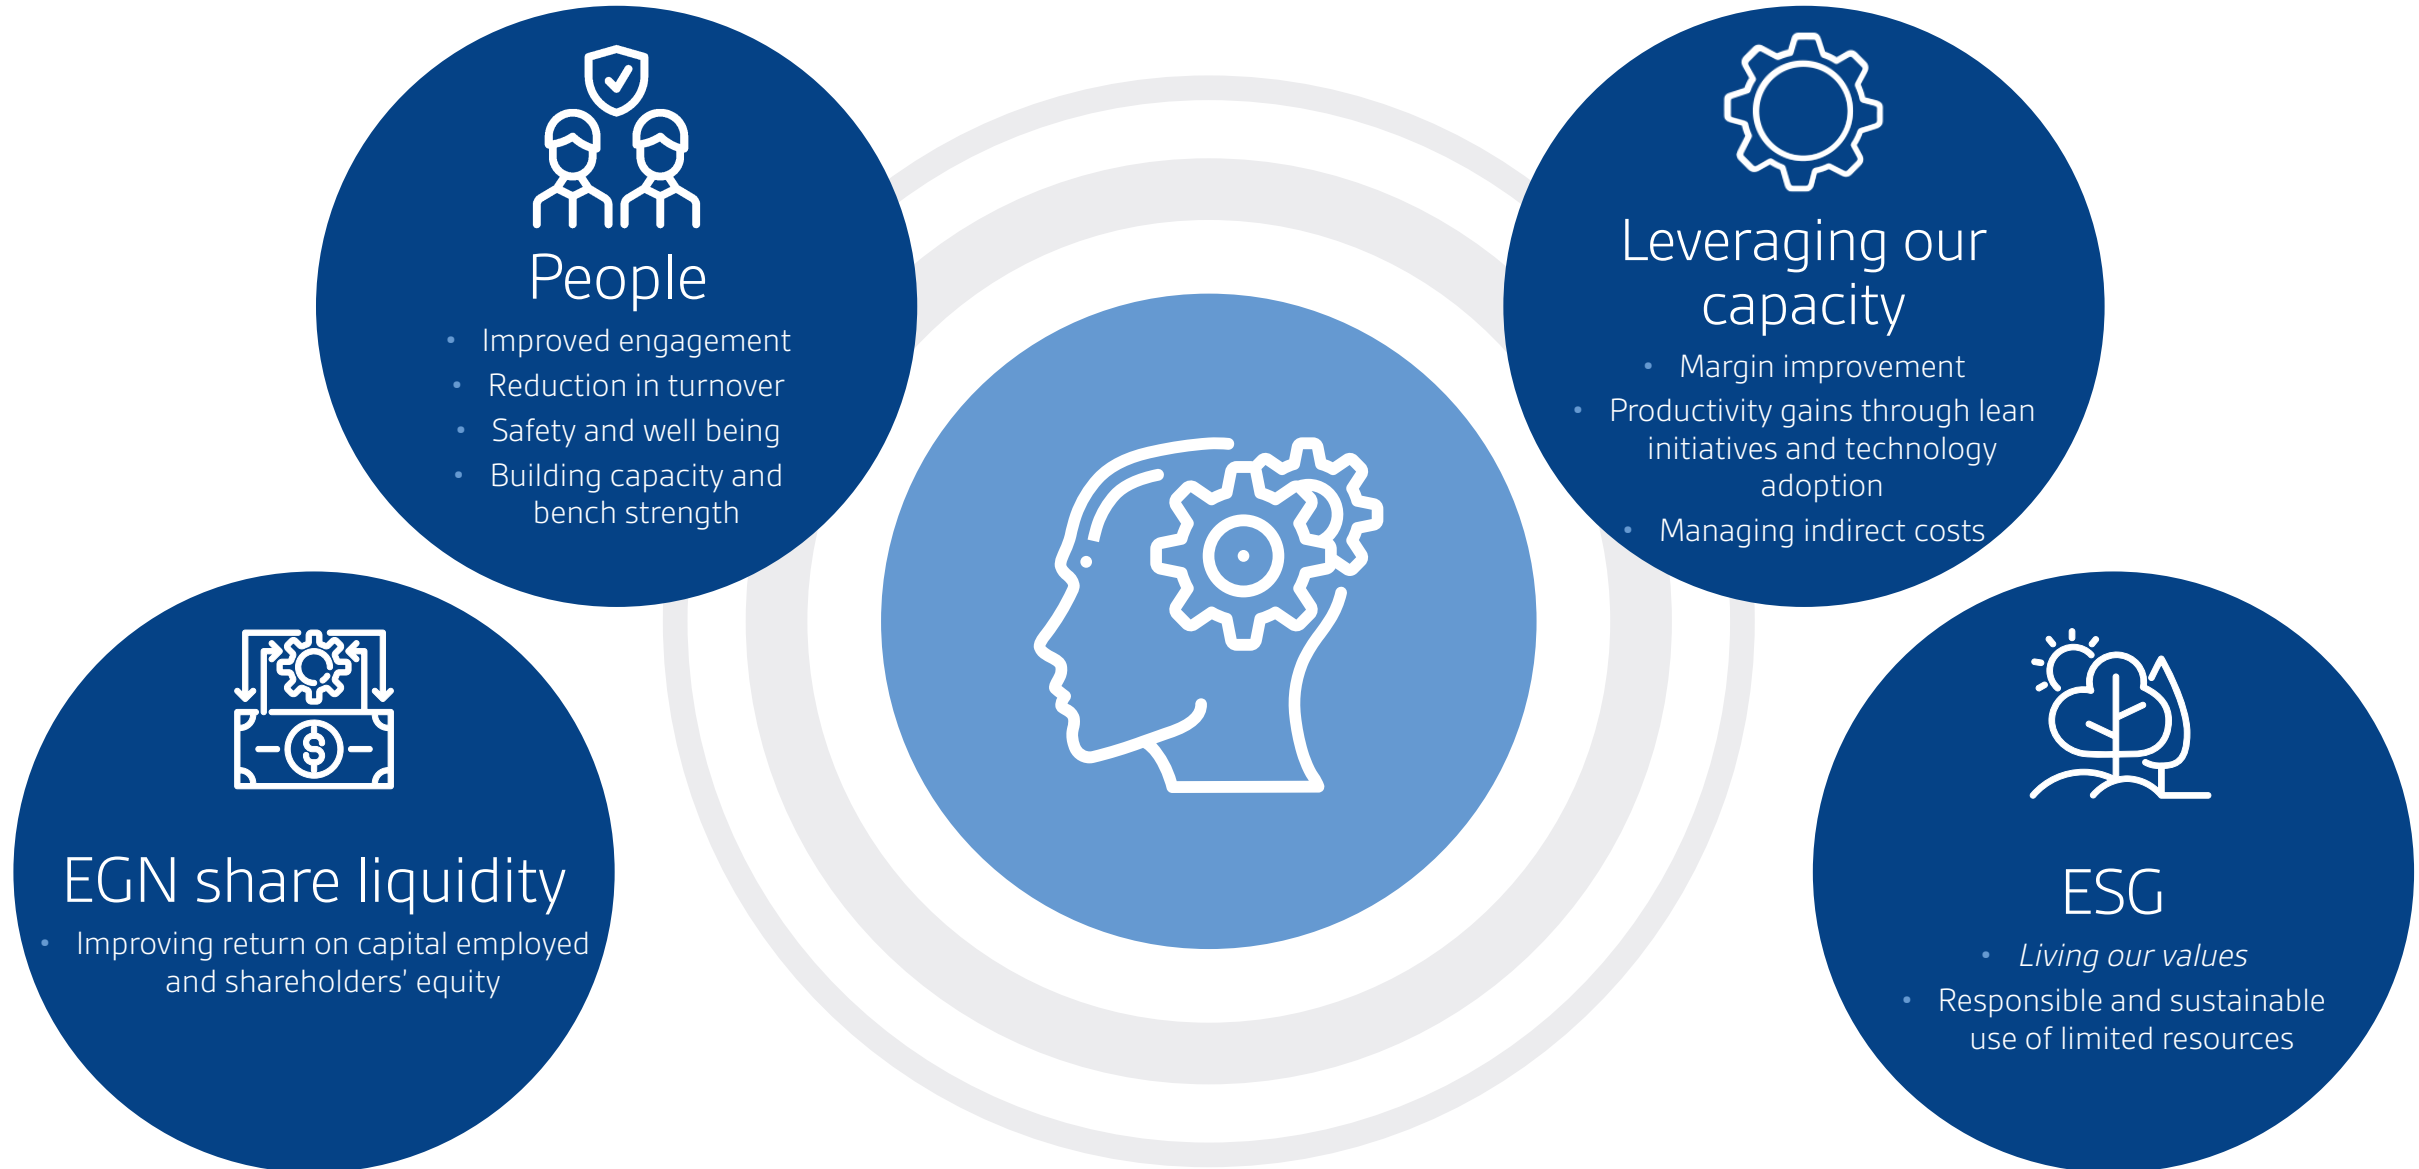 People
• Improved engagement
• Reduction in turnover
• Safety and well being
• Building capacity and
bench strength
Leveraging our
capacity
• Margin improvement
• Productivity gains through lean
initiatives and technology
adoption
• Managing indirect costs
EGN share liquidity
• Improving return on capital employed
and shareholders' equity
ESG
• Living our values
• Responsible and sustainable
use of limited resources